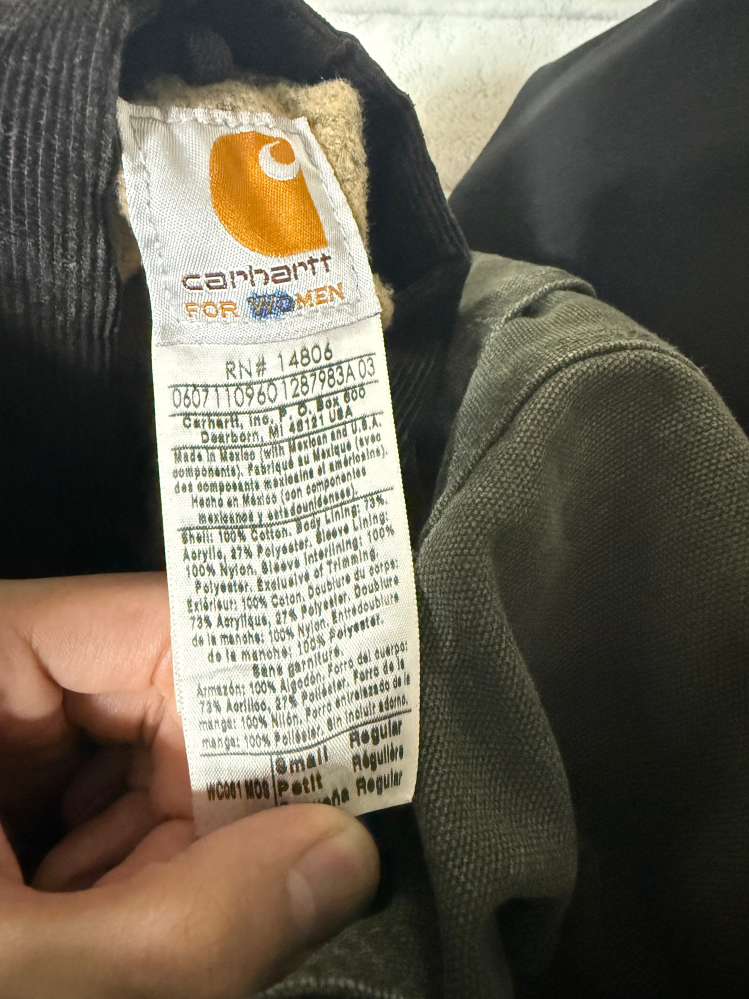 carhartt
FOR WOMEN
RN# 14806
06071109601287983A 03
Carhartt, Inc. P. O. Box 600
Dearborn, MI 48121 USA
Made in Mexico (with Mexican and U.S.A.
components). Fabriqué au Mexique (avec
des composants mexicains et américains).
Hecho en México (con componentes
mexicanos y estadounidenses).
Shell: 100% Cotton. Body Lining: 73%.
Acrylic, 27% Polyester. Sleeve Lining:
100% Nylon. Sleeve Interlining: 100%
Polyester. Exclusive of Trimming.
Extérieur: 100% Coton. Doublure du corps:
73% Acrylique, 27% Polyester. Doublure
de la manche: 100% Nylon. Entredoublure
de la manche: 100% Polyester.
Sans garniture.
Armazón: 100% Algodón. Forro del cuerpo:
73% Acrílico, 27% Poliéster. Forro de la
manga: 100% Nilón. Forro entrelazado de la
manga: 100% Poliéster. Sin incluir adorno.
Small Regular
WC061 MOS Petit Régulière
Regular